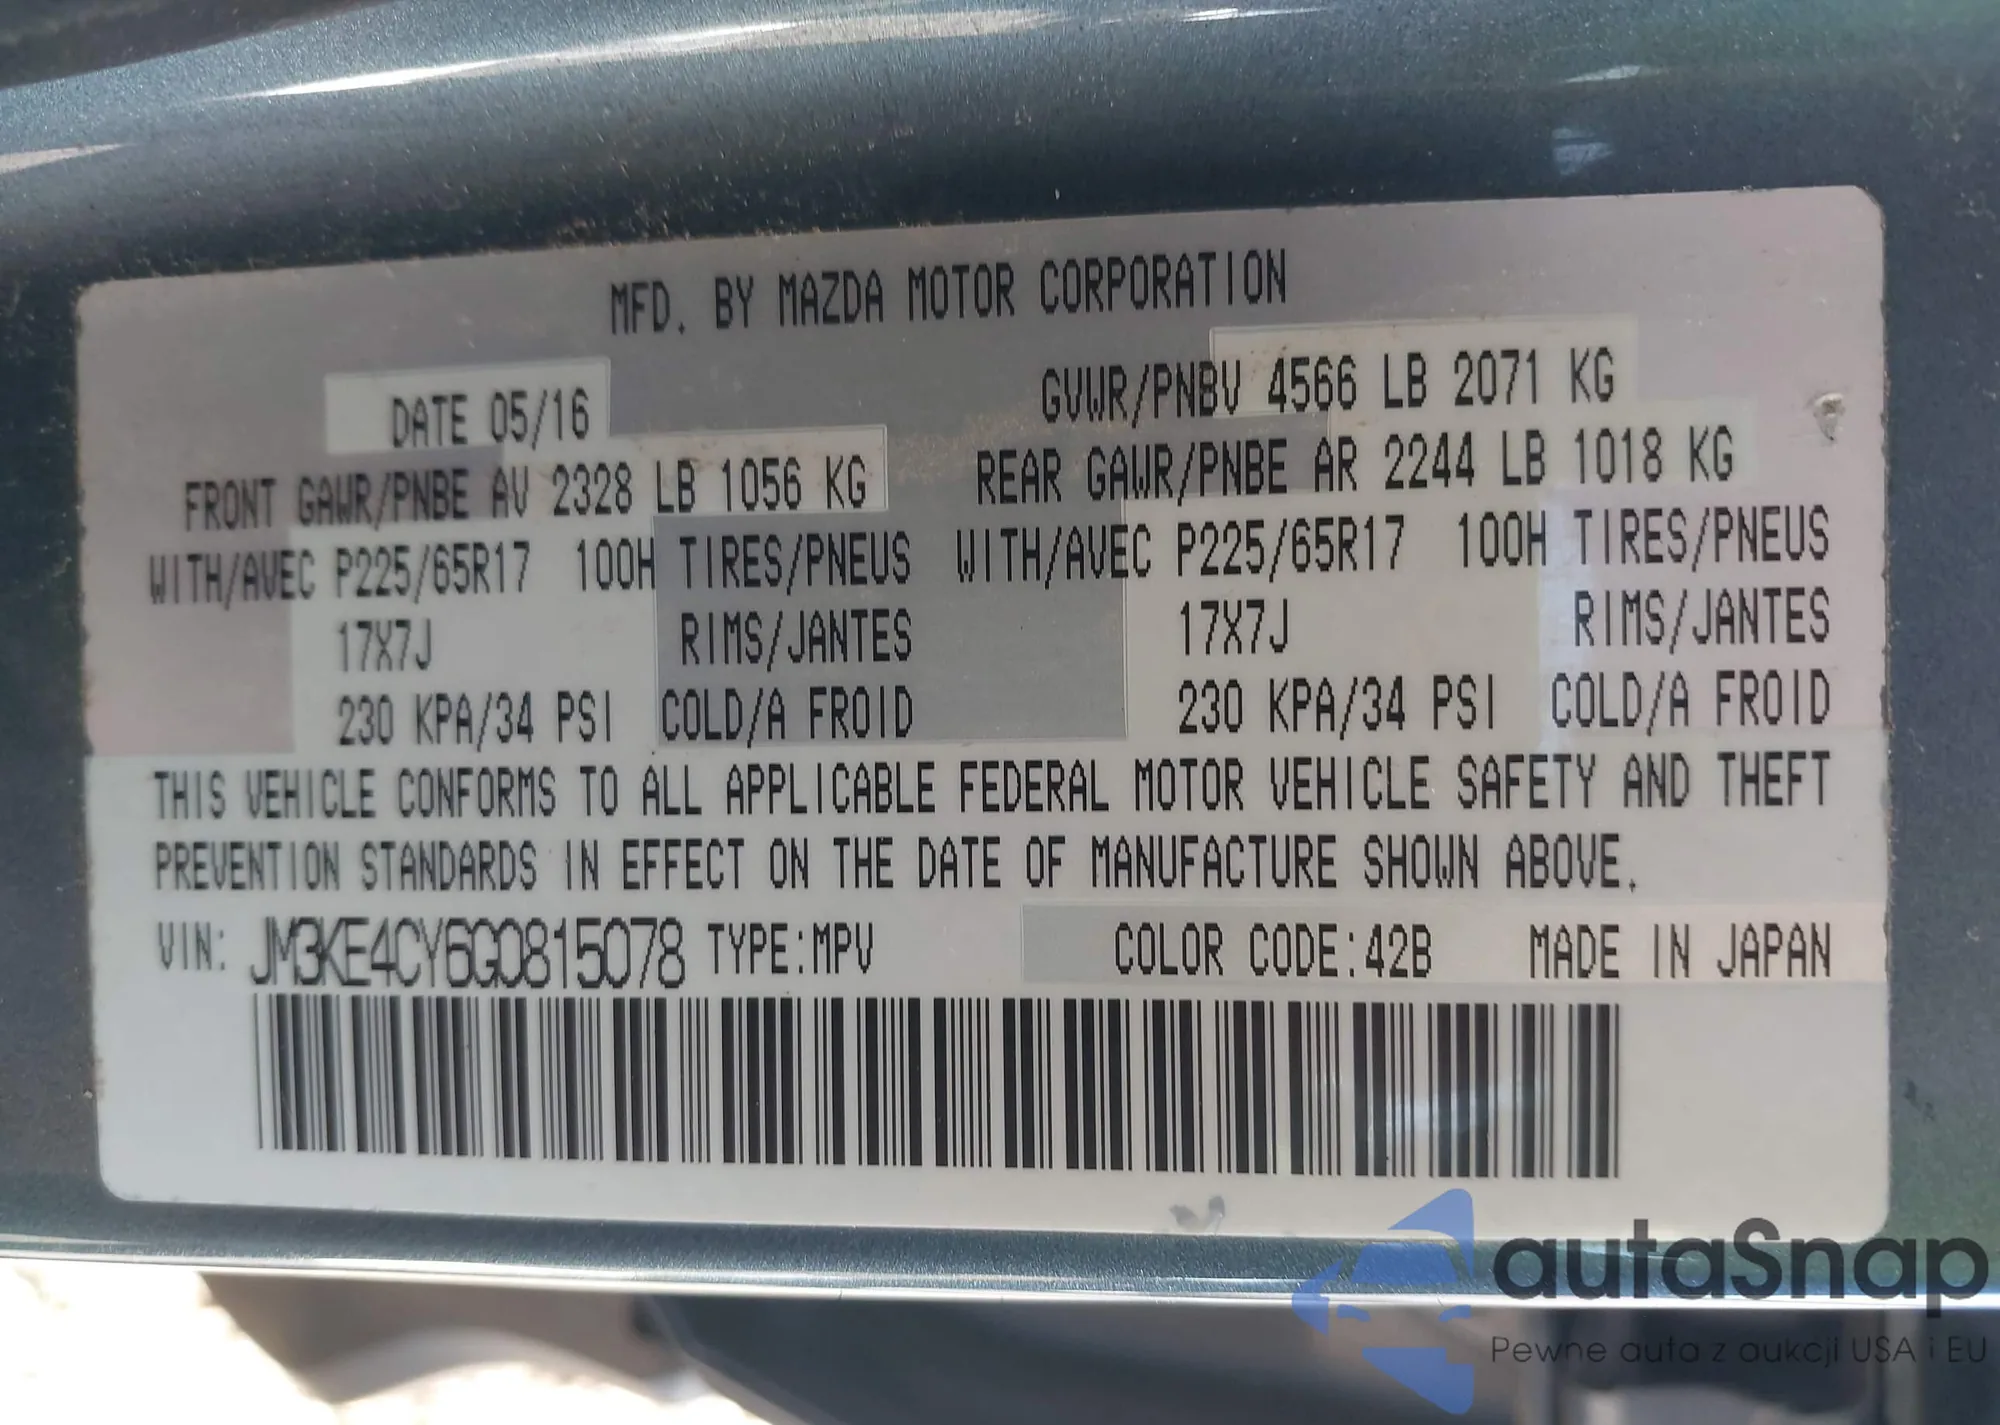 MFD. BY MAZDA MOTOR CORPORATION
DATE 05/16 GVWR/PNBV 4566 LB 2071 KG
FRONT GAWR/PNBE AV 2328 LB 1056 KG REAR GAWR/PNBE AR 2244 LB 1018 KG
WITH/AVEC P225/65R17 100H TIRES/PNEUS WITH/AVEC P225/65R17 100H TIRES/PNEUS
17X7J RIMS/JANTES 17X7J RIMS/JANTES
230 KPA/34 PSI COLD/A FROID 230 KPA/34 PSI COLD/A FROID
THIS VEHICLE CONFORMS TO ALL APPLICABLE FEDERAL MOTOR VEHICLE SAFETY AND THEFT
PREVENTION STANDARDS IN EFFECT ON THE DATE OF MANUFACTURE SHOWN ABOVE.
VIN: JM3KE4CY6G0815078 TYPE:MPV COLOR CODE:42B MADE IN JAPAN
autaSnap
Pewne auta z aukcji USA i EU